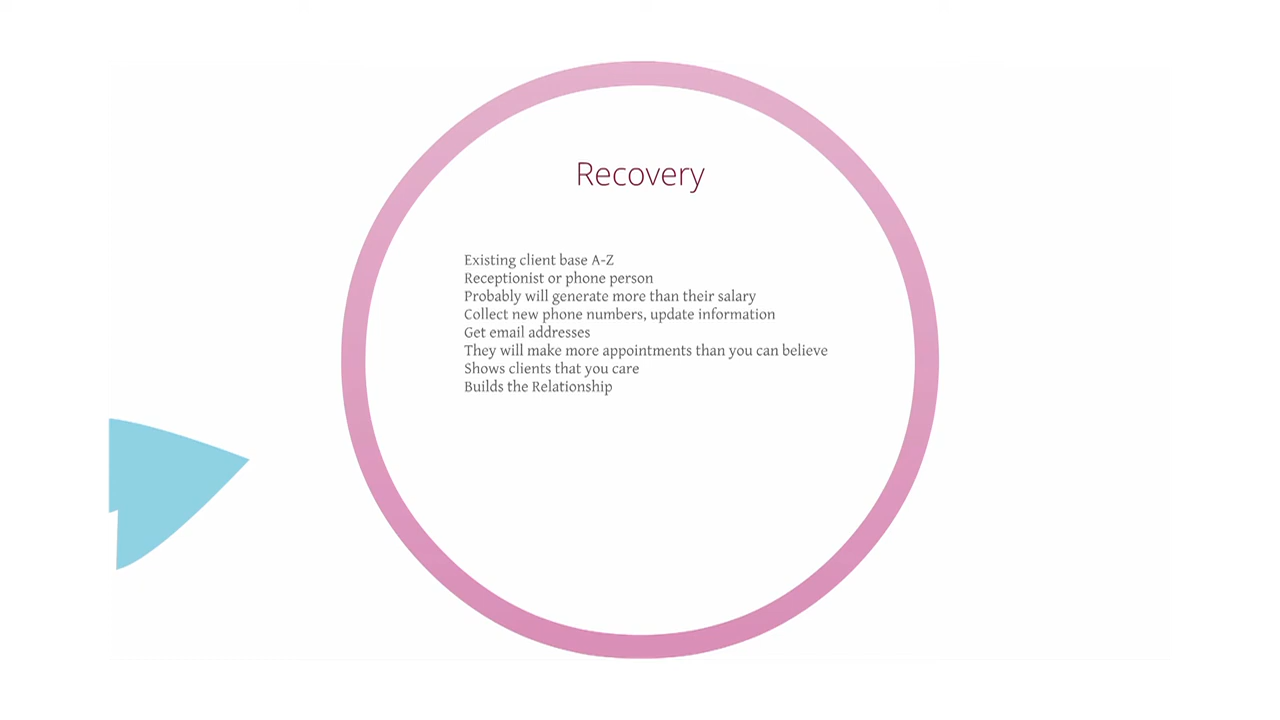 Recovery
Existing client base A-Z
Receptionist or phone person
Probably will generate more than their salary
Collect new phone numbers, update information
Get email addresses
They will make more appointments than you can believe
Shows clients that you care
Builds the Relationship